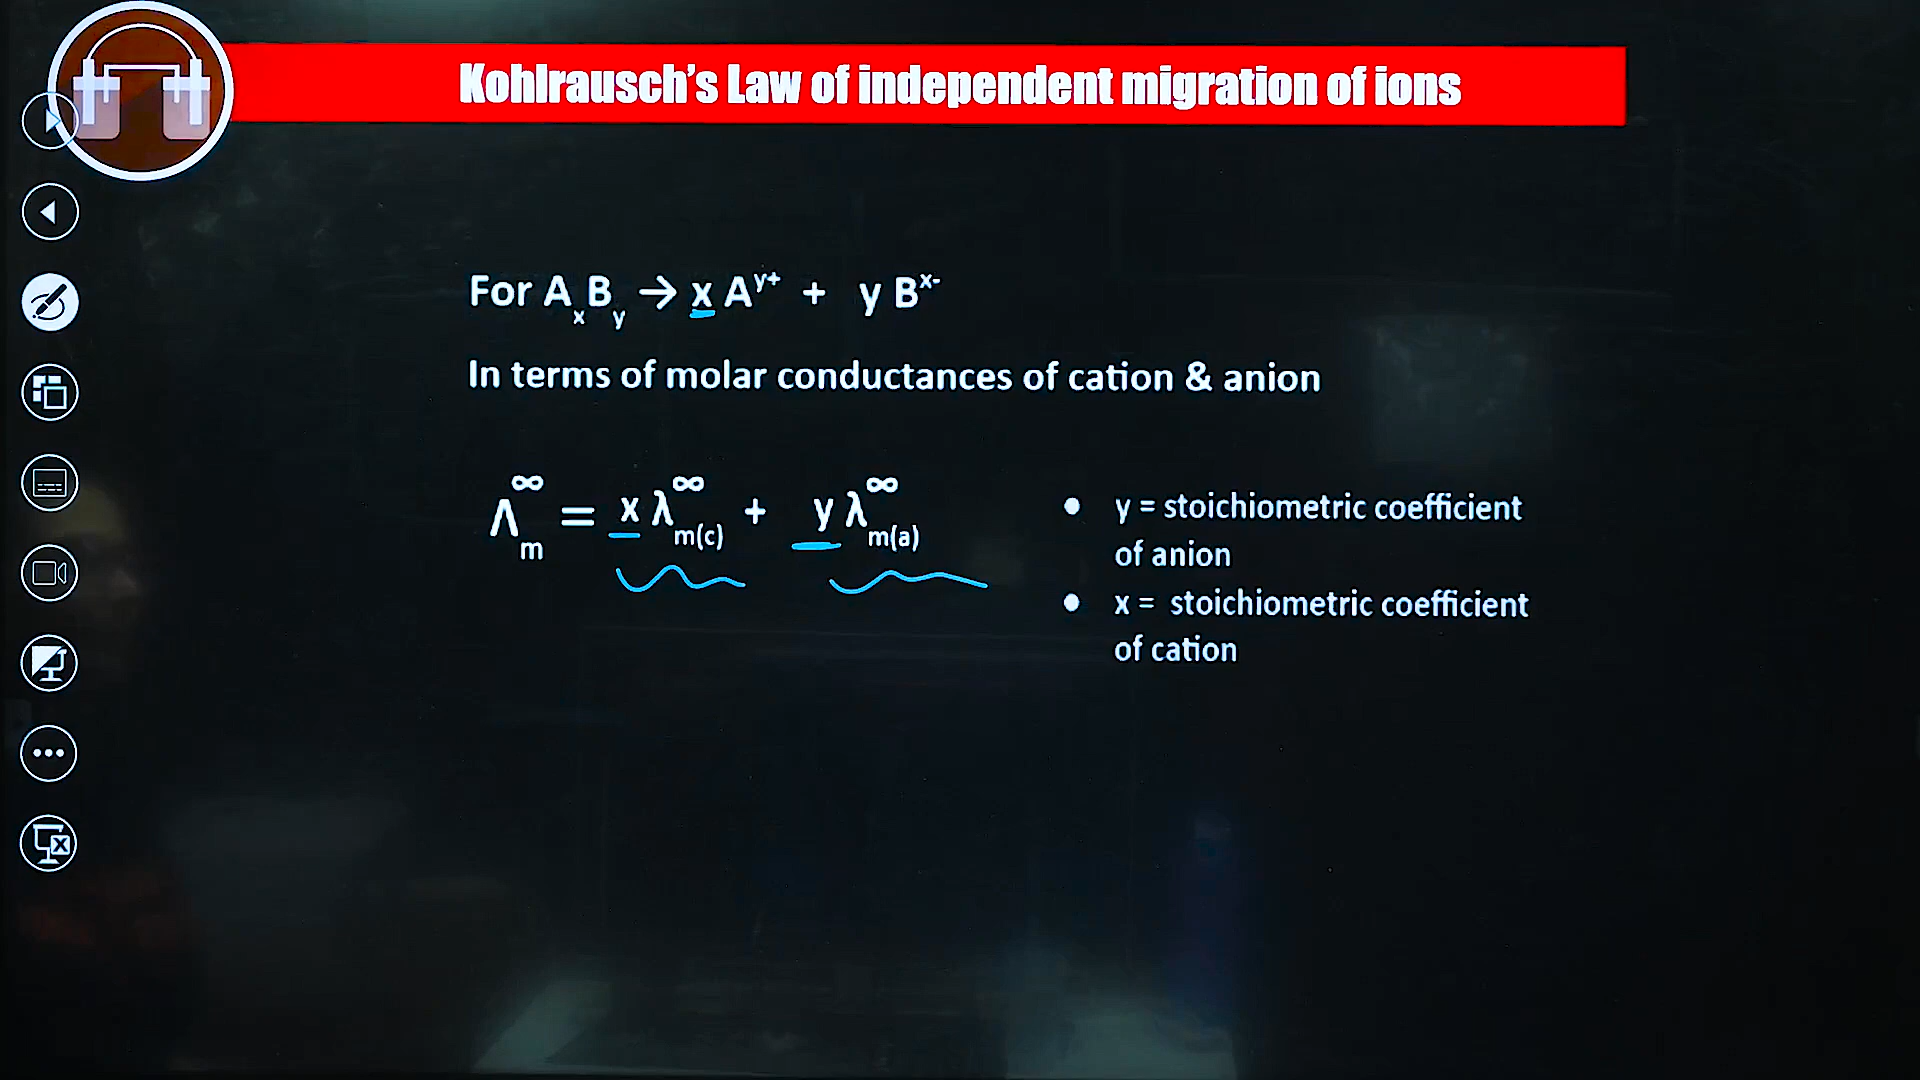 Kohlrausch's Law of independent migration of ions
For AxBy → x Aʸ⁺ + y Bˣ⁻
In terms of molar conductances of cation & anion
Λ∞m = x λ∞m(c) + y λ∞m(a)
• y = stoichiometric coefficient
of anion
• x = stoichiometric coefficient
of cation